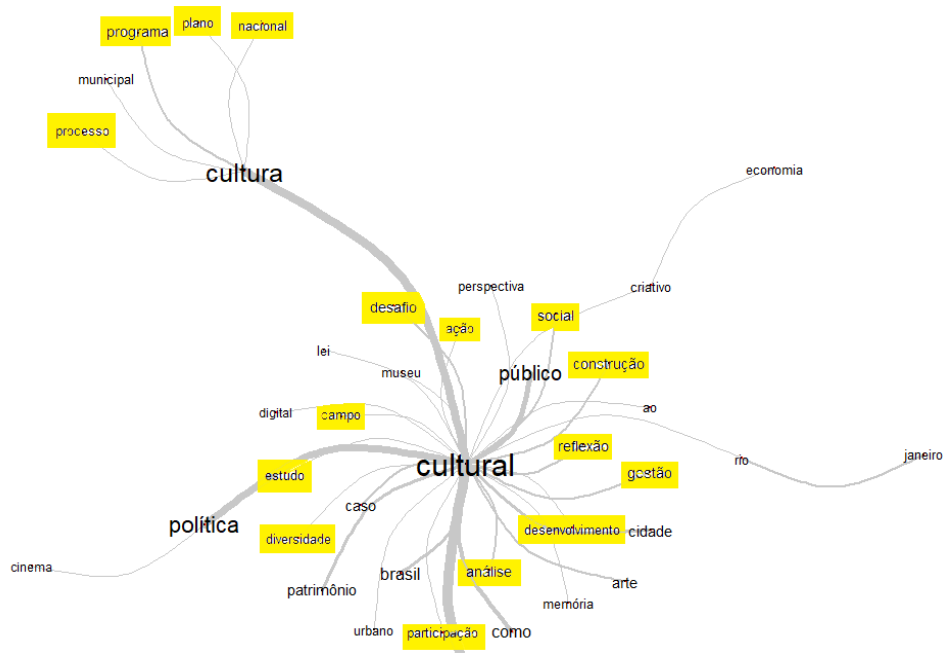 plano
nacional
programa
municipal
processo
cultura
economia
perspectiva
criativo
desafio
social
ação
lei
museu
público
construção
digital
campo
ao
cultural
reflexão
rio
janeiro
estudo
gestão
política
caso
diversidade
desenvolvimento
cidade
cinema
patrimônio
brasil
análise
arte
memória
urbano
participação
como